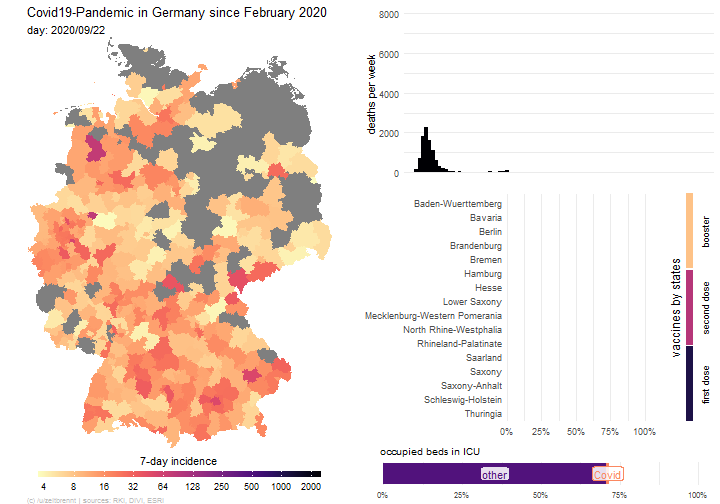 Covid19-Pandemic in Germany since February 2020
day: 2020/09/22
7-day incidence
4 8 16 32 64 128 256 500 1000 2000
(c) /u/zeitbrennt | sources: RKI, DIVI, ESRI
deaths per week
8000
6000
4000
2000
0
Baden-Wuerttemberg
Bavaria
Berlin
Brandenburg
Bremen
Hamburg
Hesse
Lower Saxony
Mecklenburg-Western Pomerania
North Rhine-Westphalia
Rhineland-Palatinate
Saarland
Saxony
Saxony-Anhalt
Schleswig-Holstein
Thuringia
0% 25% 50% 75% 100%
vaccines by states
booster
second dose
first dose
occupied beds in ICU
other
Covid
0% 25% 50% 75% 100%